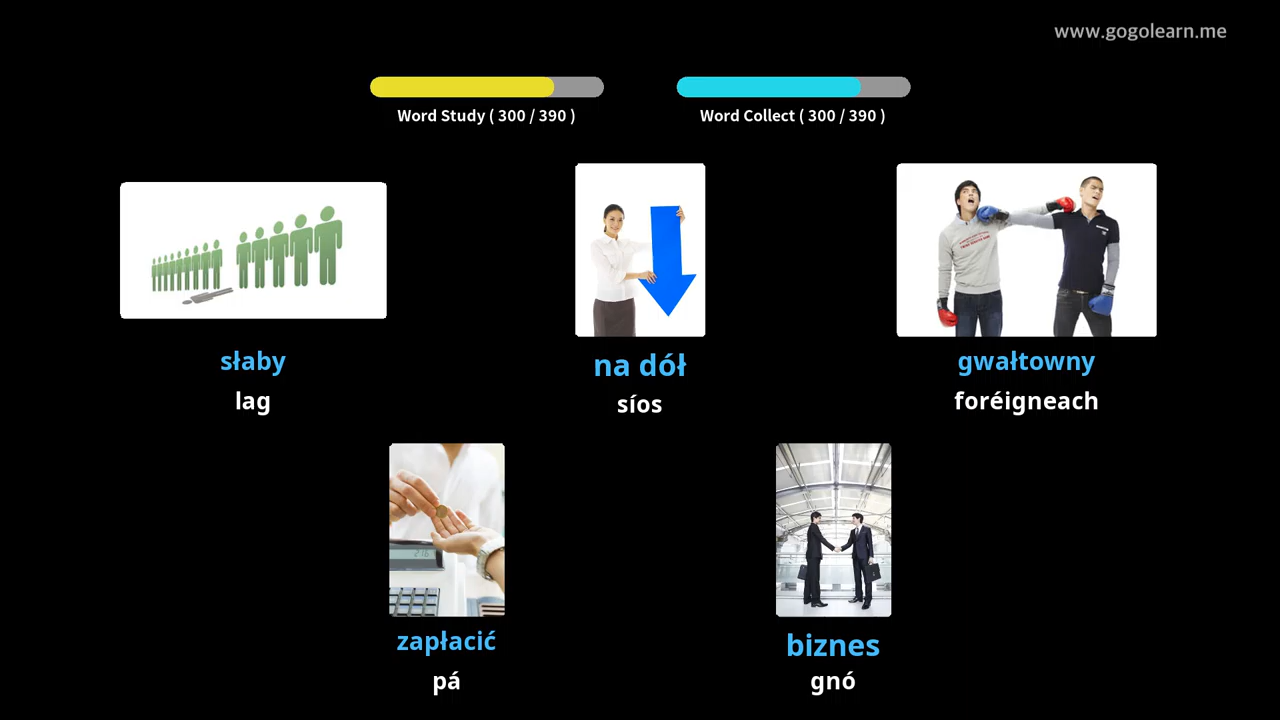 www.gogolearn.me
Word Study ( 300 / 390 )
Word Collect ( 300 / 390 )
słaby
lag
na dół
síos
gwałtowny
foréigneach
zapłacić
pá
biznes
gnó